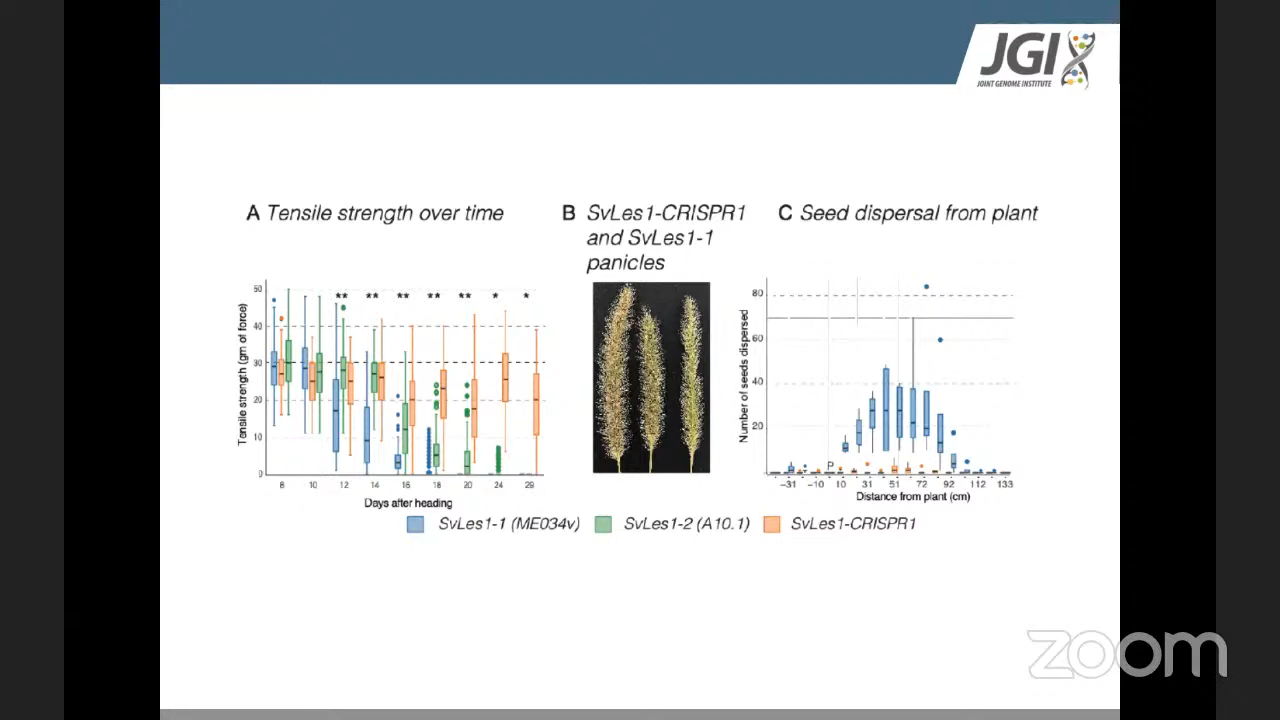 JGI
JOINT GENOME INSTITUTE
A Tensile strength over time
B SvLes1-CRISPR1
and SvLes1-1
panicles
C Seed dispersal from plant
Tensile strength (gm of force)
50
40
30
20
10
0
** ** ** ** ** * *
8 10 12 14 16 18 20 24 29
Days after heading
Number of seeds dispersed
80
60
40
20
P
-31 -10 10 31 51 72 92 112 133
Distance from plant (cm)
SvLes1-1 (ME034v) SvLes1-2 (A10.1) SvLes1-CRISPR1
zoom